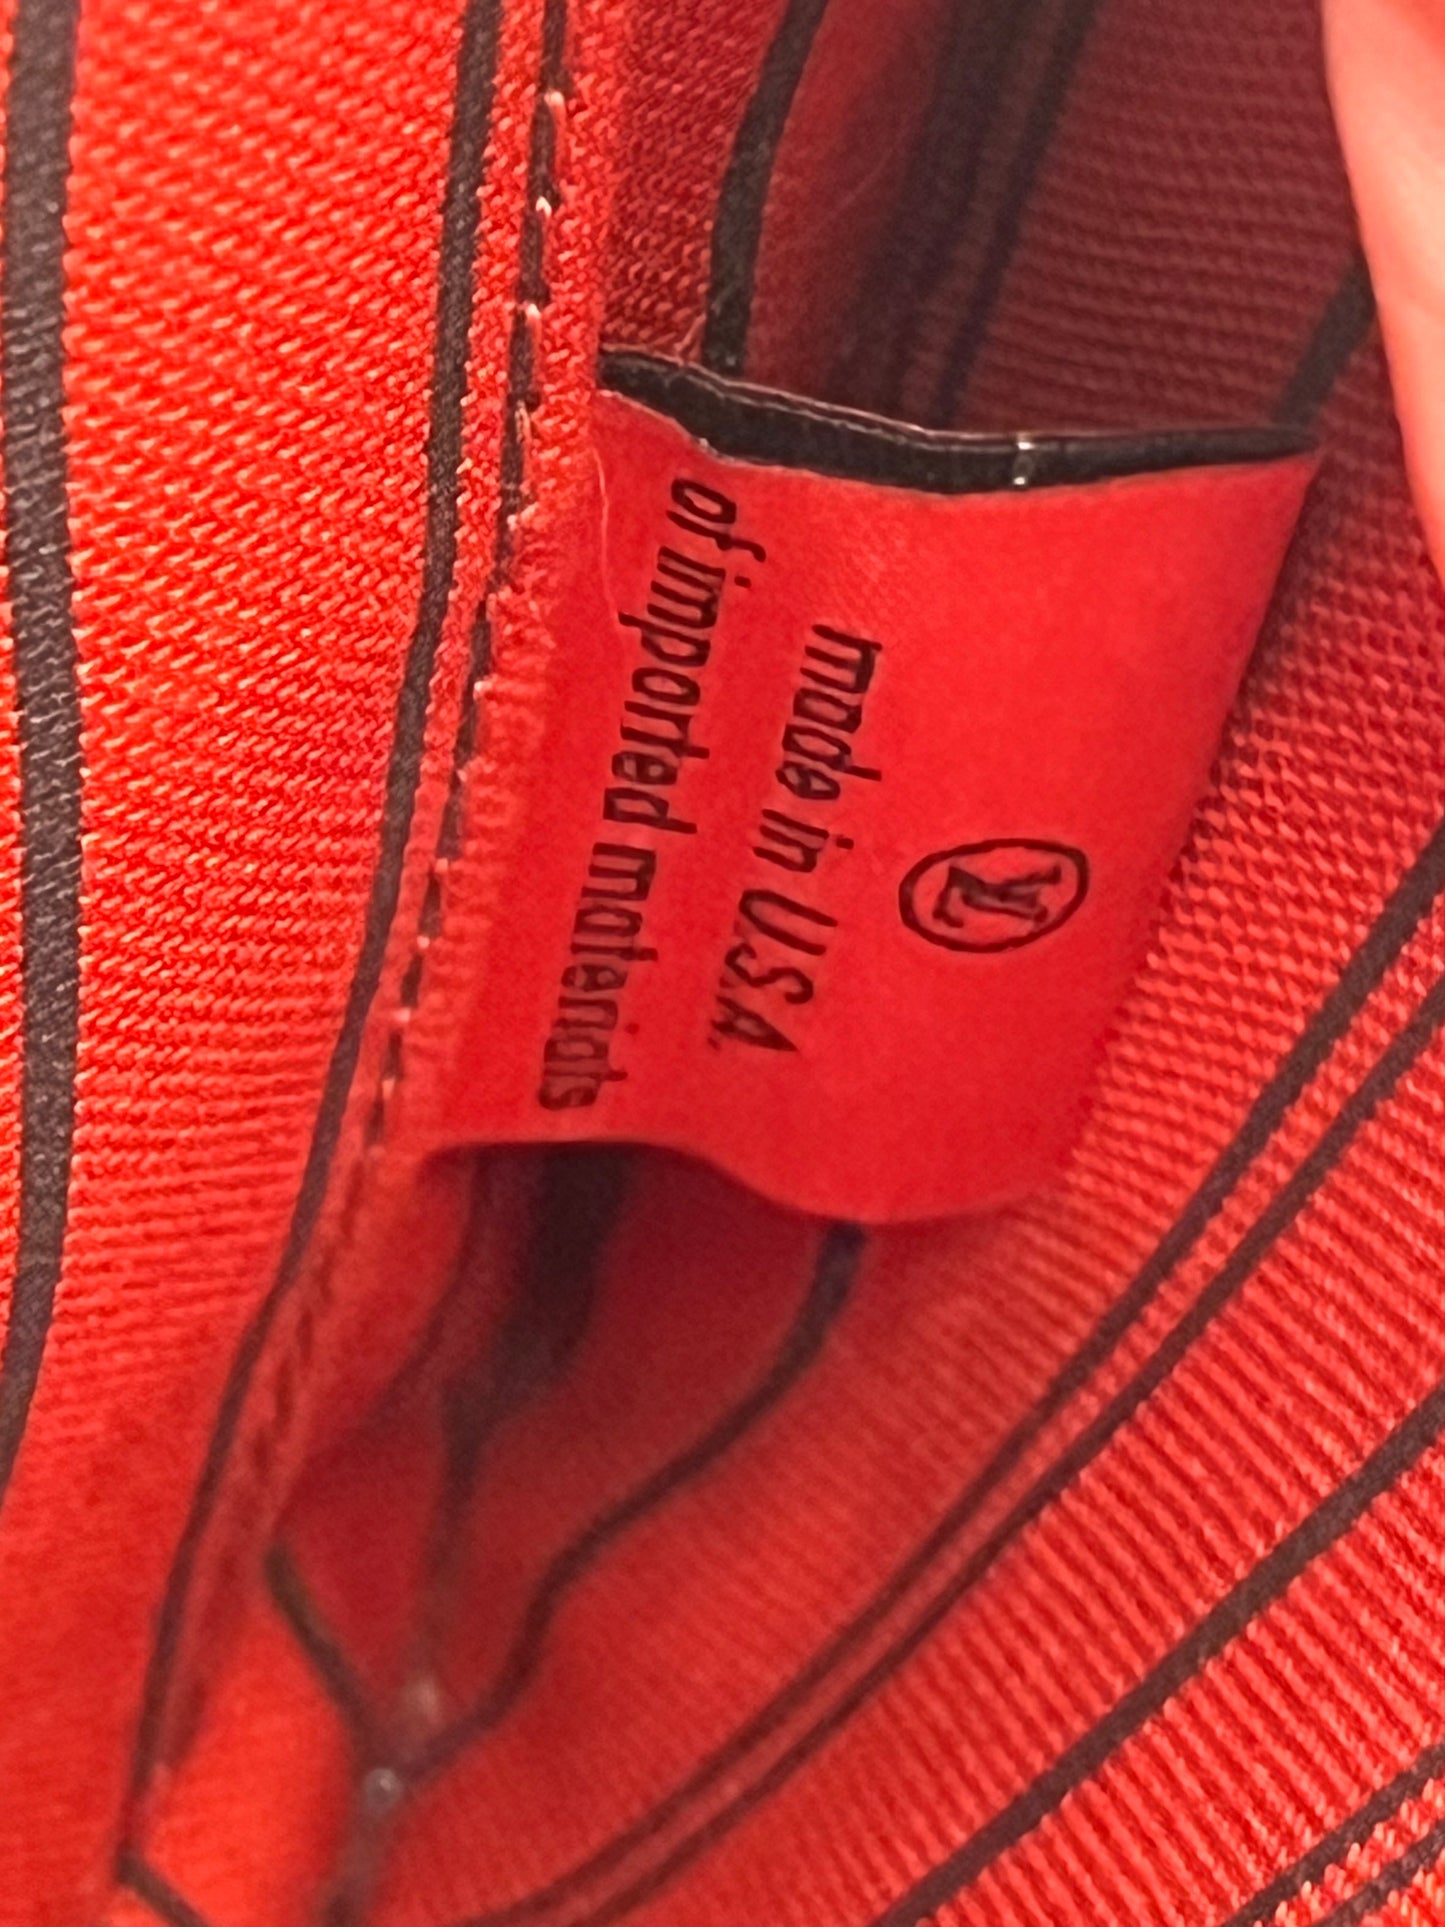 LV
made in U.S.A.
of imported materials